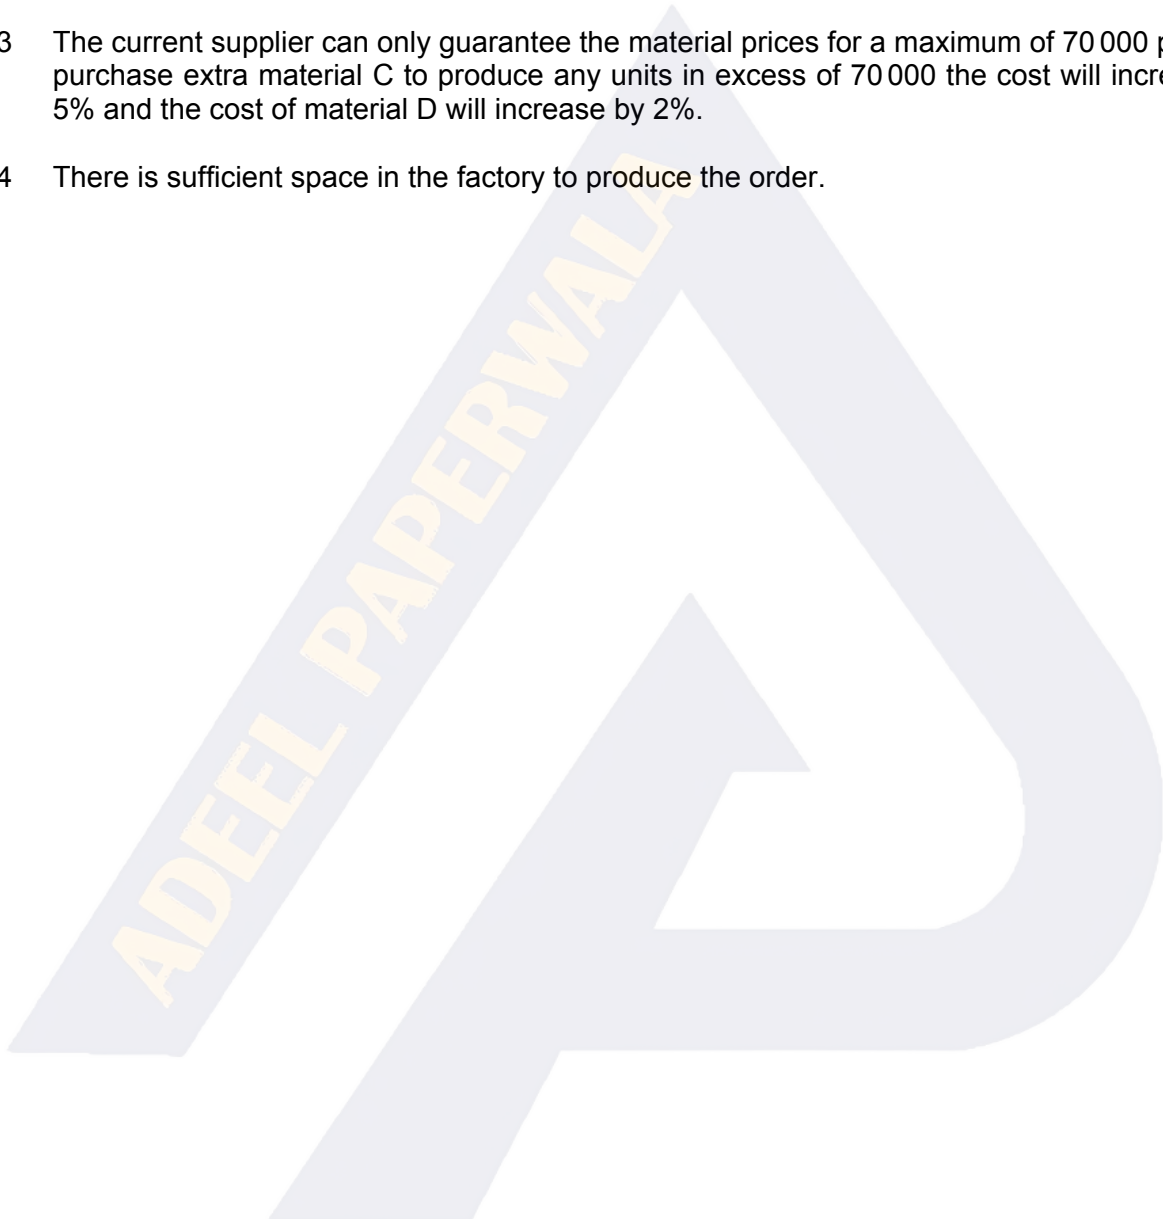 3 The current supplier can only guarantee the material prices for a maximum of 70 000
purchase extra material C to produce any units in excess of 70 000 the cost will
5% and the cost of material D will increase by 2%.
4 There is sufficient space in the factory to produce the order.
ADEEL PAPERWALA